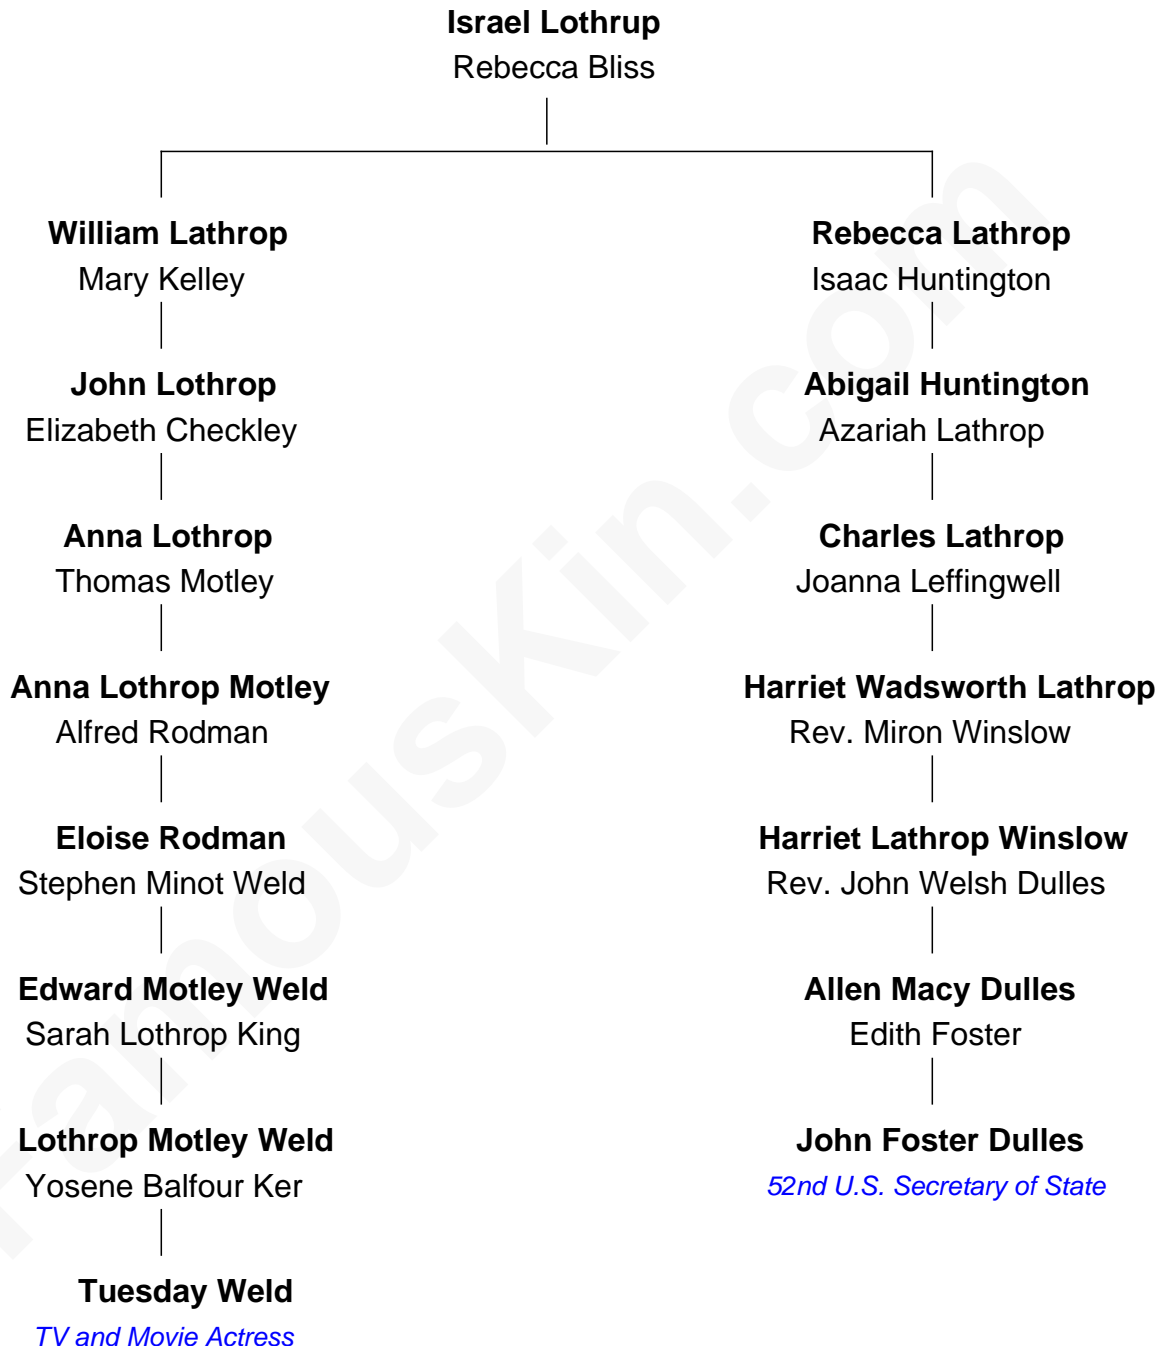 Israel Lothrup
Rebecca Bliss
William Lathrop
Mary Kelley
John Lothrop
Elizabeth Checkley
Anna Lothrop
Thomas Motley
Anna Lothrop Motley
Alfred Rodman
Eloise Rodman
Stephen Minot Weld
Edward Motley Weld
Sarah Lothrop King
Lothrop Motley Weld
Yosene Balfour Ker
Tuesday Weld
TV and Movie Actress
Rebecca Lathrop
Isaac Huntington
Abigail Huntington
Azariah Lathrop
Charles Lathrop
Joanna Leffingwell
Harriet Wadsworth Lathrop
Rev. Miron Winslow
Harriet Lathrop Winslow
Rev. John Welsh Dulles
Allen Macy Dulles
Edith Foster
John Foster Dulles
52nd U.S. Secretary of State
FamousKin.com